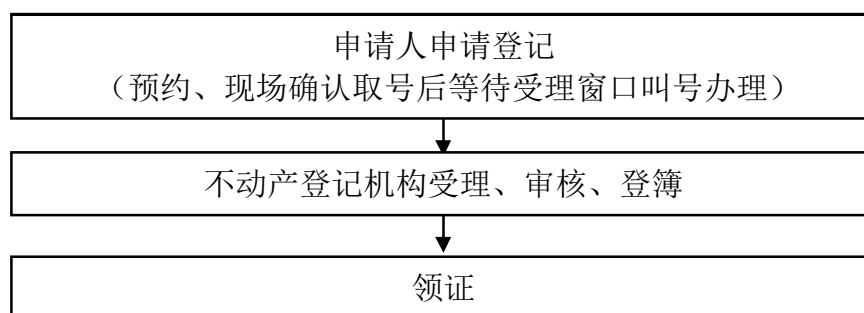 申请人申请登记
（预约、现场确认取号后等待受理窗口叫号办理）
不动产登记机构受理、审核、登簿
领证